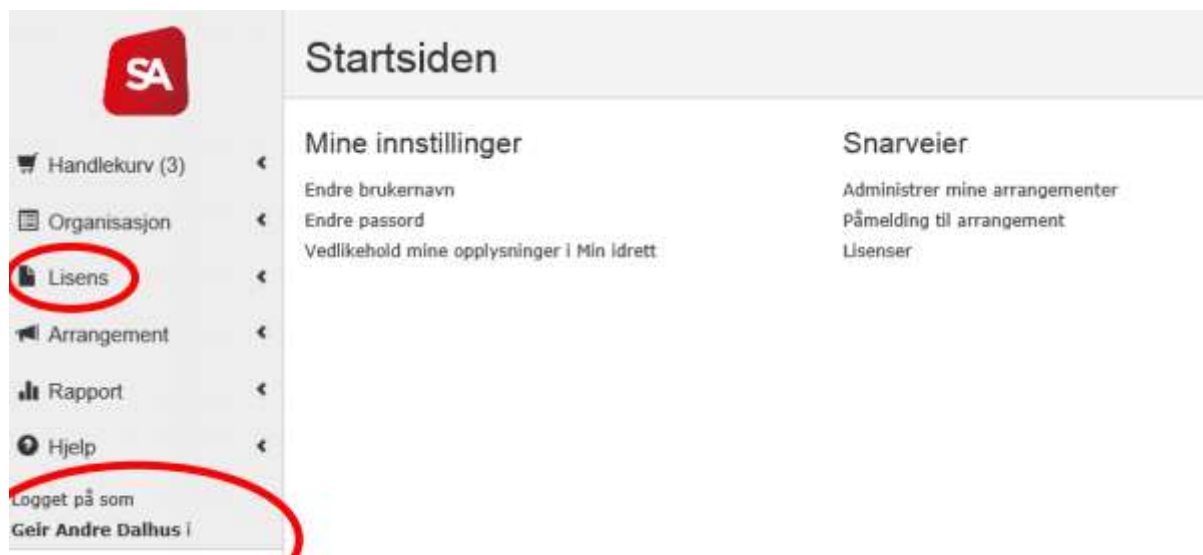 SA
Handlekurv (3)
Organisasjon
Lisens
Arrangement
Rapport
Hjelp
Logget på som
Geir Andre Dalhus i
Startsiden
Mine innstillinger
Endre brukernavn
Endre passord
Vedlikehold mine opplysninger i Min idrett
Snarveier
Administrer mine arrangementer
Påmelding til arrangement
Lisenser